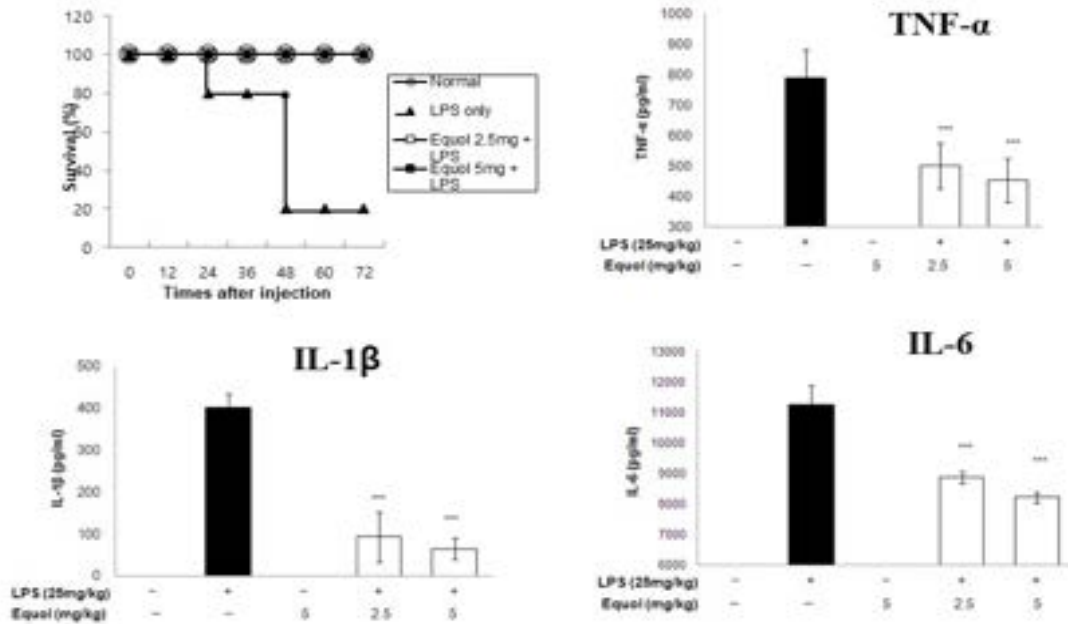 120
100
80
60
40
20
0
Survival (%)
0 12 24 36 48 60 72
Times after injection
Normal
LPS only
Equol 2.5mg + LPS
Equol 5mg + LPS
TNF-α
1000
900
800
700
600
500
400
300
TNF-α (pg/ml)
*** ***
LPS (25mg/kg) – + – + +
Equol (mg/kg) – – 5 2.5 5
IL-1β
500
400
300
200
100
0
IL-1β (pg/ml)
*** ***
LPS (25mg/kg) – + – + +
Equol (mg/kg) – – 5 2.5 5
IL-6
13000
12000
11000
10000
9000
8000
7000
6000
IL-6 (pg/ml)
*** ***
LPS (25mg/kg) – + – + +
Equol (mg/kg) – – 5 2.5 5